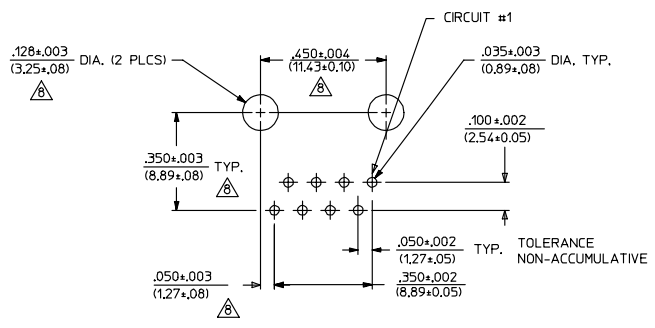 CIRCUIT #1
.128±.003
(3.25±.08)
DIA. (2 PLCS)
8
.450±.004
(11.43±0.10)
8
.035±.003
(0.89±.08)
DIA. TYP.
.100±.002
(2.54±0.05)
.350±.003
(8.89±.08)
TYP.
8
.050±.002
(1.27±.05)
TYP.
TOLERANCE
NON-ACCUMULATIVE
.050±.003
(1.27±.08)
8
.350±.002
(8.89±0.05)